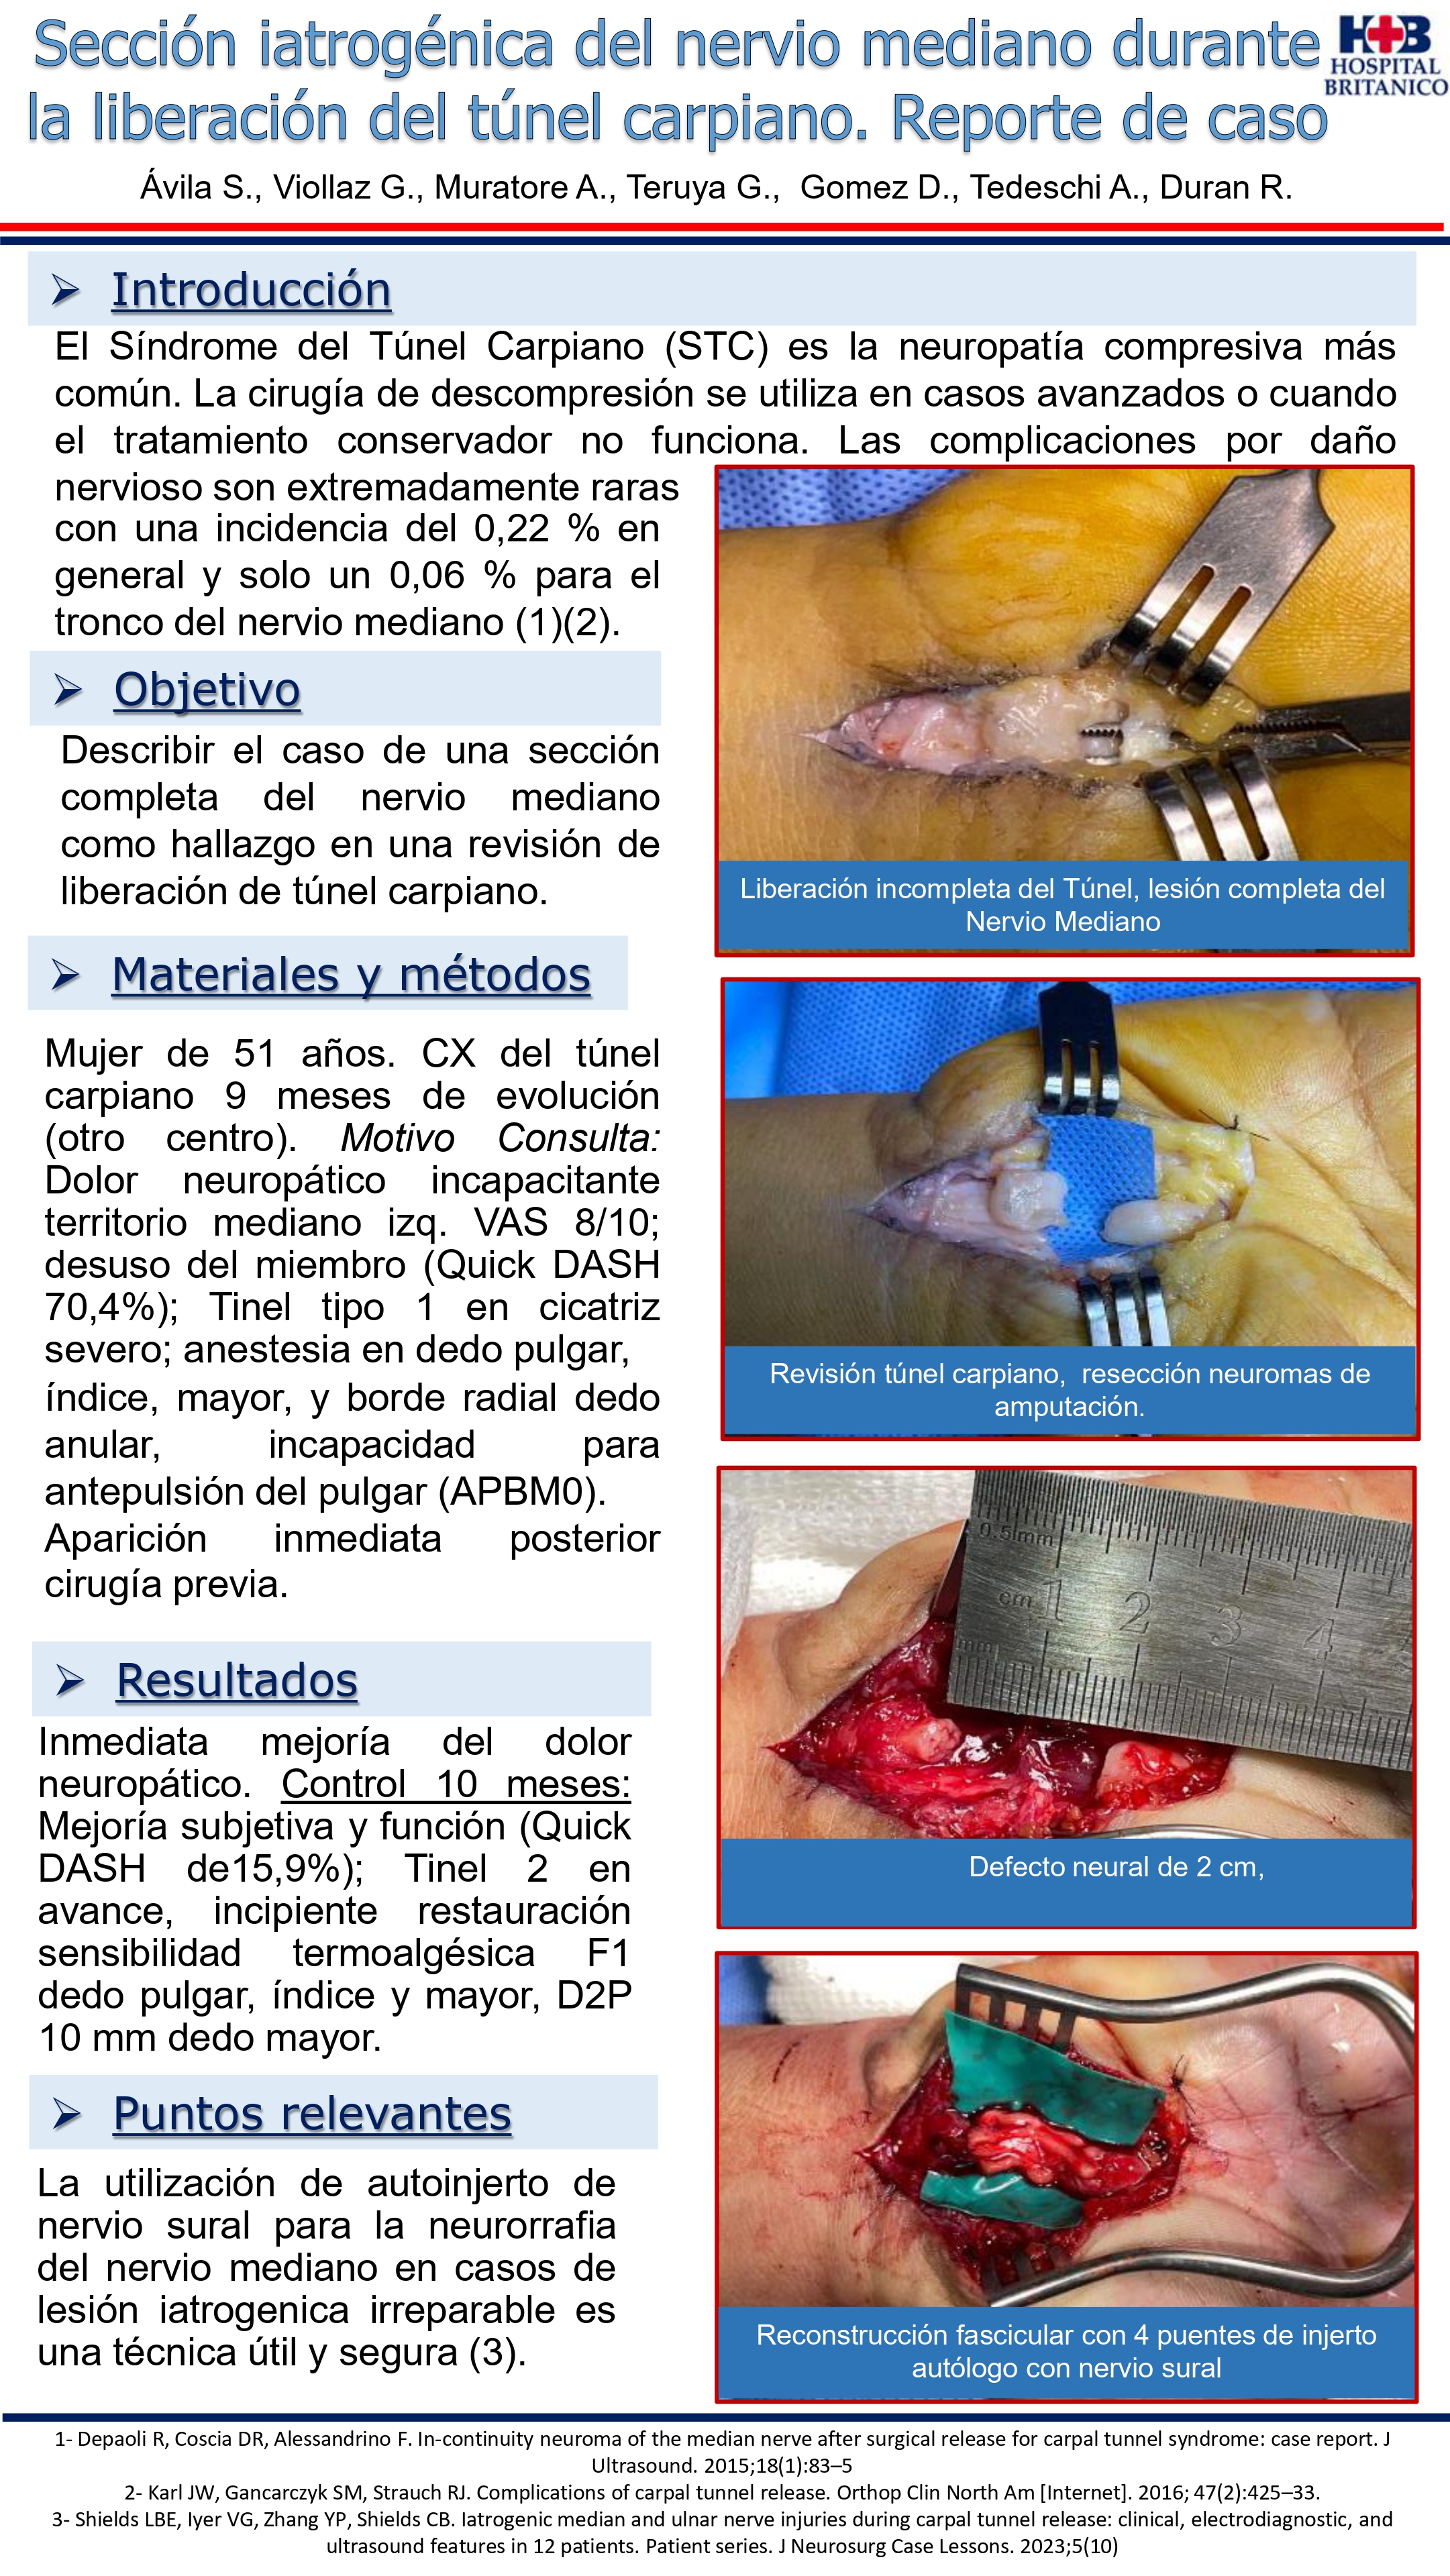 Sección iatrogénica del nervio mediano durante
la liberación del túnel carpiano. Reporte de caso
HB
HOSPITAL
BRITANICO
Ávila S., Viollaz G., Muratore A., Teruya G., Gomez D., Tedeschi A., Duran R.
Introducción
El Síndrome del Túnel Carpiano (STC) es la neuropatía compresiva más
común. La cirugía de descompresión se utiliza en casos avanzados o cuando
el tratamiento conservador no funciona. Las complicaciones por daño
nervioso son extremadamente raras
con una incidencia del 0,22 % en
general y solo un 0,06 % para el
tronco del nervio mediano (1)(2).
Objetivo
Describir el caso de una sección
completa del nervio mediano
como hallazgo en una revisión de
liberación de túnel carpiano.
Materiales y métodos
Mujer de 51 años. CX del túnel
carpiano 9 meses de evolución
(otro centro). Motivo Consulta:
Dolor neuropático incapacitante
territorio mediano izq. VAS 8/10;
desuso del miembro (Quick DASH
70,4%); Tinel tipo 1 en cicatriz
severo; anestesia en dedo pulgar,
índice, mayor, y borde radial dedo
anular, incapacidad para
antepulsión del pulgar (APBM0).
Aparición inmediata posterior
cirugía previa.
Resultados
Inmediata mejoría del dolor
neuropático. Control 10 meses:
Mejoría subjetiva y función (Quick
DASH de15,9%); Tinel 2 en
avance, incipiente restauración
sensibilidad termoalgésica F1
dedo pulgar, índice y mayor, D2P
10 mm dedo mayor.
Puntos relevantes
La utilización de autoinjerto de
nervio sural para la neurorrafia
del nervio mediano en casos de
lesión iatrogenica irreparable es
una técnica útil y segura (3).
Liberación incompleta del Túnel, lesión completa del
Nervio Mediano
Revisión túnel carpiano, resección neuromas de
amputación.
0.5mm
cm 1 2 3 4
mm
Defecto neural de 2 cm,
Reconstrucción fascicular con 4 puentes de injerto
autólogo con nervio sural
1- Depaoli R, Coscia DR, Alessandrino F. In-continuity neuroma of the median nerve after surgical release for carpal tunnel syndrome: case report. J
Ultrasound. 2015;18(1):83–5
2- Karl JW, Gancarczyk SM, Strauch RJ. Complications of carpal tunnel release. Orthop Clin North Am [Internet]. 2016; 47(2):425–33.
3- Shields LBE, Iyer VG, Zhang YP, Shields CB. Iatrogenic median and ulnar nerve injuries during carpal tunnel release: clinical, electrodiagnostic, and
ultrasound features in 12 patients. Patient series. J Neurosurg Case Lessons. 2023;5(10)